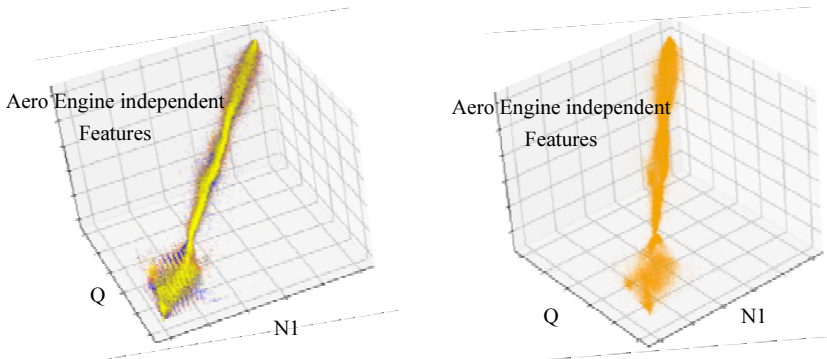 Aero Engine independent
Features
Q
N1
Aero Engine independent
Features
Q
N1